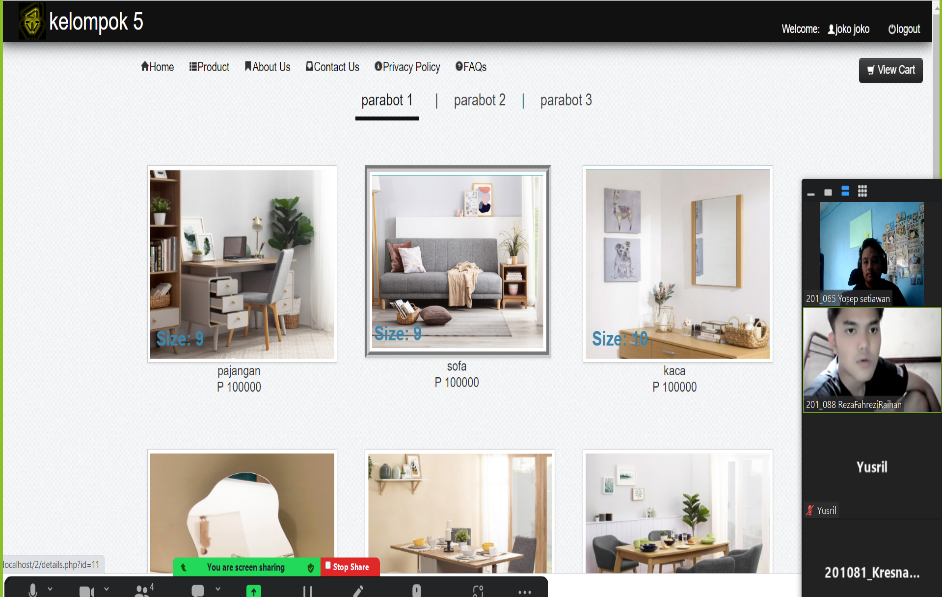 kelompok 5
Welcome: joko joko logout
Home Product About Us Contact Us Privacy Policy FAQs
View Cart
parabot 1 | parabot 2 | parabot 3
Size: 9
Size: 9
Size: 10
pajangan
P 100000
sofa
P 100000
kaca
P 100000
201_065 Yosep setiawan
201_088 RezaFahreziRaihan
Yusril
Yusril
201081_Kresna...
localhost/2/details.php?id=11
You are screen sharing
Stop Share
4